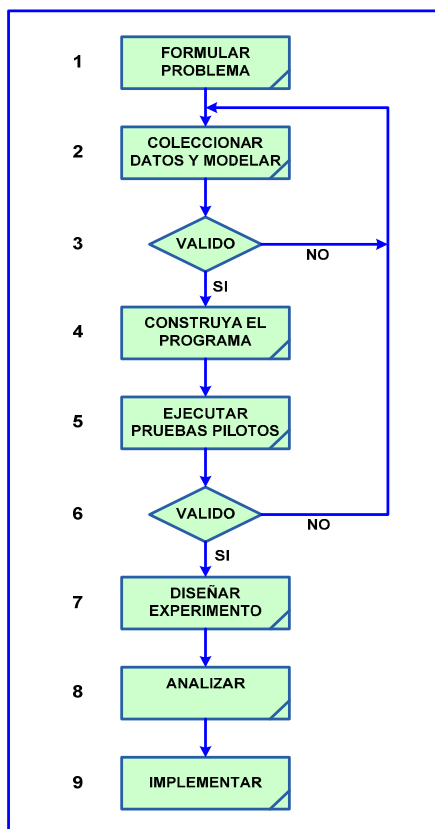 1
FORMULAR
PROBLEMA
2
COLECCIONAR
DATOS Y MODELAR
3
VALIDO
NO
SI
4
CONSTRUYA EL
PROGRAMA
5
EJECUTAR
PRUEBAS PILOTOS
6
VALIDO
NO
SI
7
DISEÑAR
EXPERIMENTO
8
ANALIZAR
9
IMPLEMENTAR